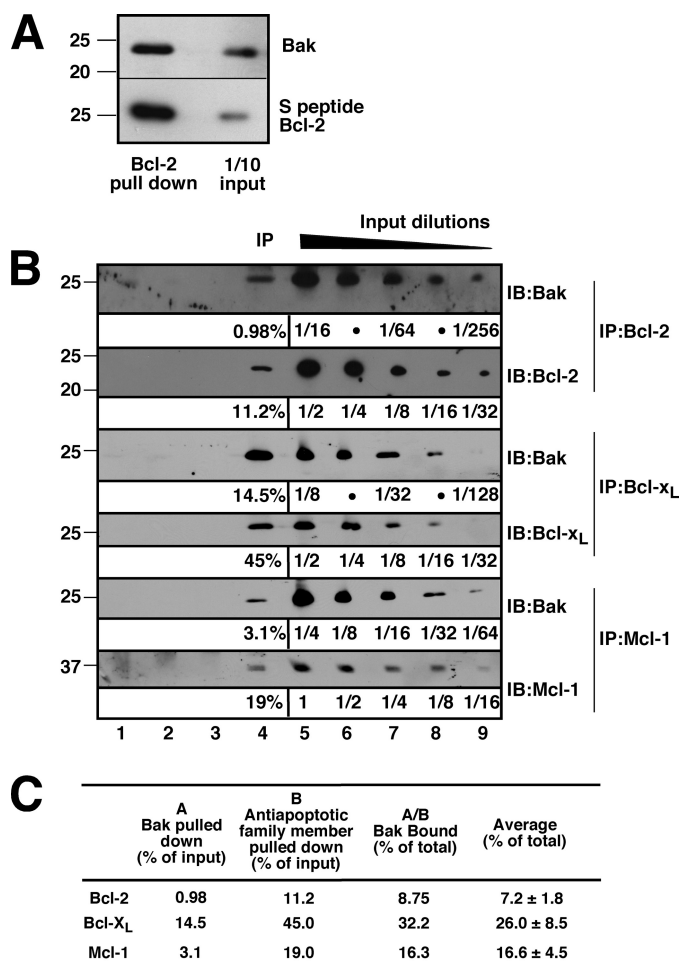 A
25
Bak
20
25
S peptide
Bcl-2
Bcl-2
pull down
1/10
input
Input dilutions
IP
B
25
IB:Bak
0.98% 1/16 • 1/64 • 1/256
IP:Bcl-2
25
IB:Bcl-2
20
11.2% 1/2 1/4 1/8 1/16 1/32
25
IB:Bak
14.5% 1/8 • 1/32 • 1/128
IP:Bcl-xL
25
IB:Bcl-xL
45% 1/2 1/4 1/8 1/16 1/32
25
IB:Bak
3.1% 1/4 1/8 1/16 1/32 1/64
IP:Mcl-1
37
IB:Mcl-1
19% 1 1/2 1/4 1/8 1/16
1 2 3 4 5 6 7 8 9
C
A
Bak pulled
down
(% of input)
B
Antiapoptotic
family member
pulled down
(% of input)
A/B
Bak Bound
(% of total)
Average
(% of total)
Bcl-2 0.98 11.2 8.75 7.2 ± 1.8
Bcl-XL 14.5 45.0 32.2 26.0 ± 8.5
Mcl-1 3.1 19.0 16.3 16.6 ± 4.5